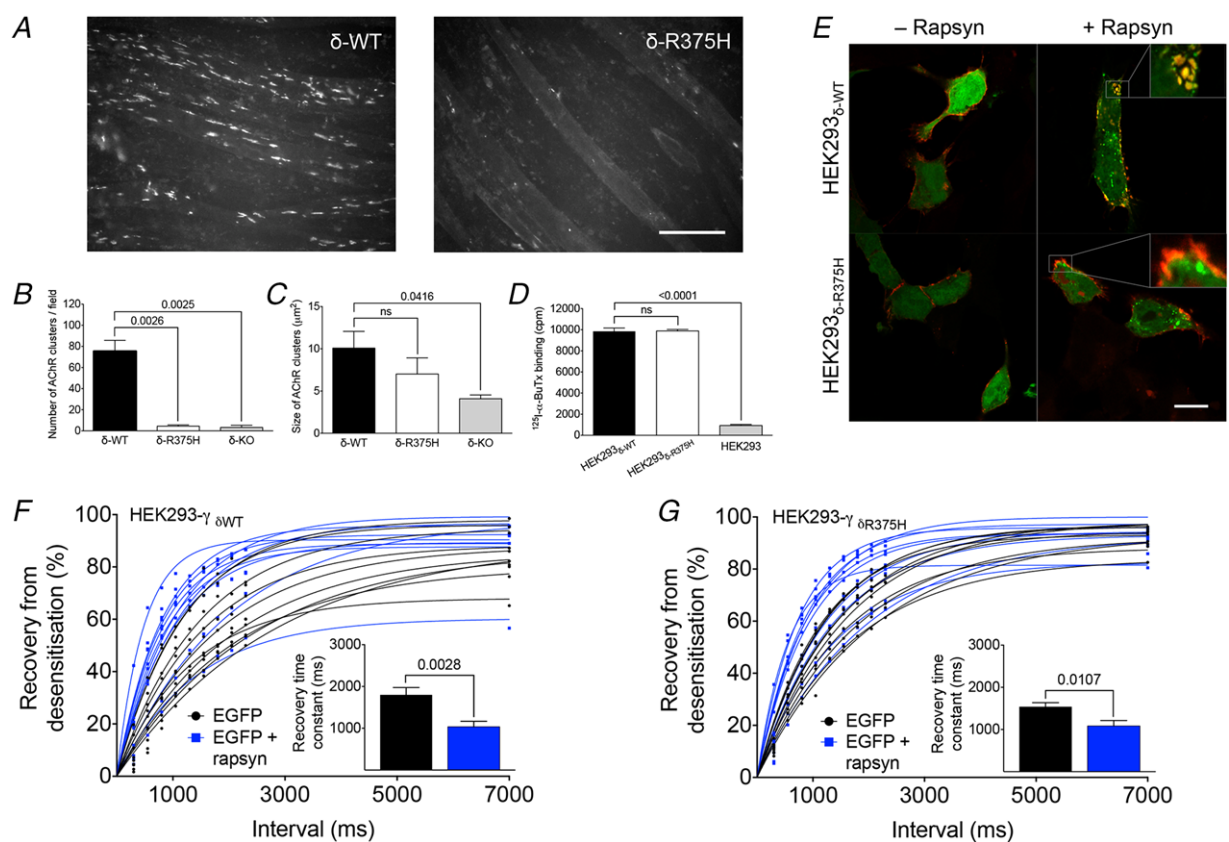 A
δ-WT
δ-R375H
B
Number of AChR clusters / field
120
100
80
60
40
20
0
0.0025
0.0026
δ-WT
δ-R375H
δ-KO
C
Size of AChR clusters (μm²)
15
10
5
0
0.0416
ns
δ-WT
δ-R375H
δ-KO
D
¹²⁵I-α-BuTx binding (cpm)
12000
10000
8000
6000
4000
2000
0
<0.0001
ns
HEK293δ-WT
HEK293δ-R375H
HEK293
E
– Rapsyn
+ Rapsyn
HEK293δ-WT
HEK293δ-R375H
F
HEK293-γ δWT
Recovery from
desensitisation (%)
100
80
60
40
20
0
1000
3000
5000
7000
Interval (ms)
EGFP
EGFP +
rapsyn
Recovery time
constant (ms)
3000
2000
1000
0.0028
G
HEK293-γ δR375H
Recovery from
desensitisation (%)
100
80
60
40
20
0
1000
3000
5000
7000
Interval (ms)
EGFP
EGFP +
rapsyn
Recovery time
constant (ms)
3000
2000
1000
0.0107